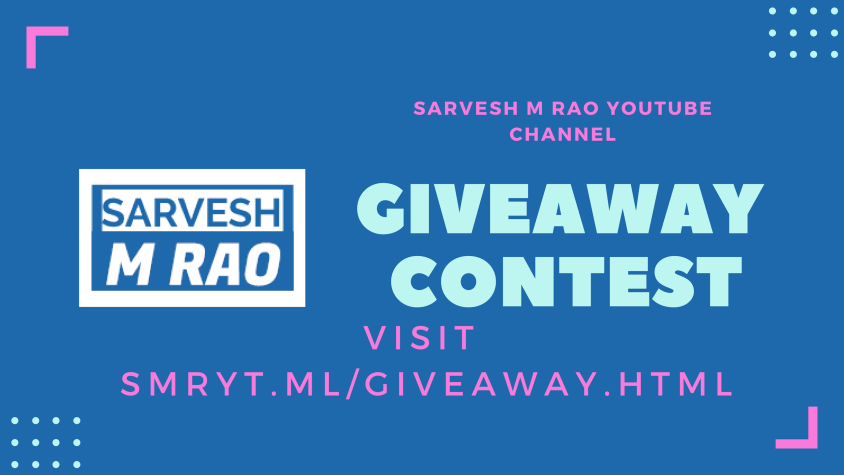 SARVESH M RAO YOUTUBE
CHANNEL
SARVESH
M RAO
GIVEAWAY
CONTEST
VISIT
SMRYT.ML/GIVEAWAY.HTML